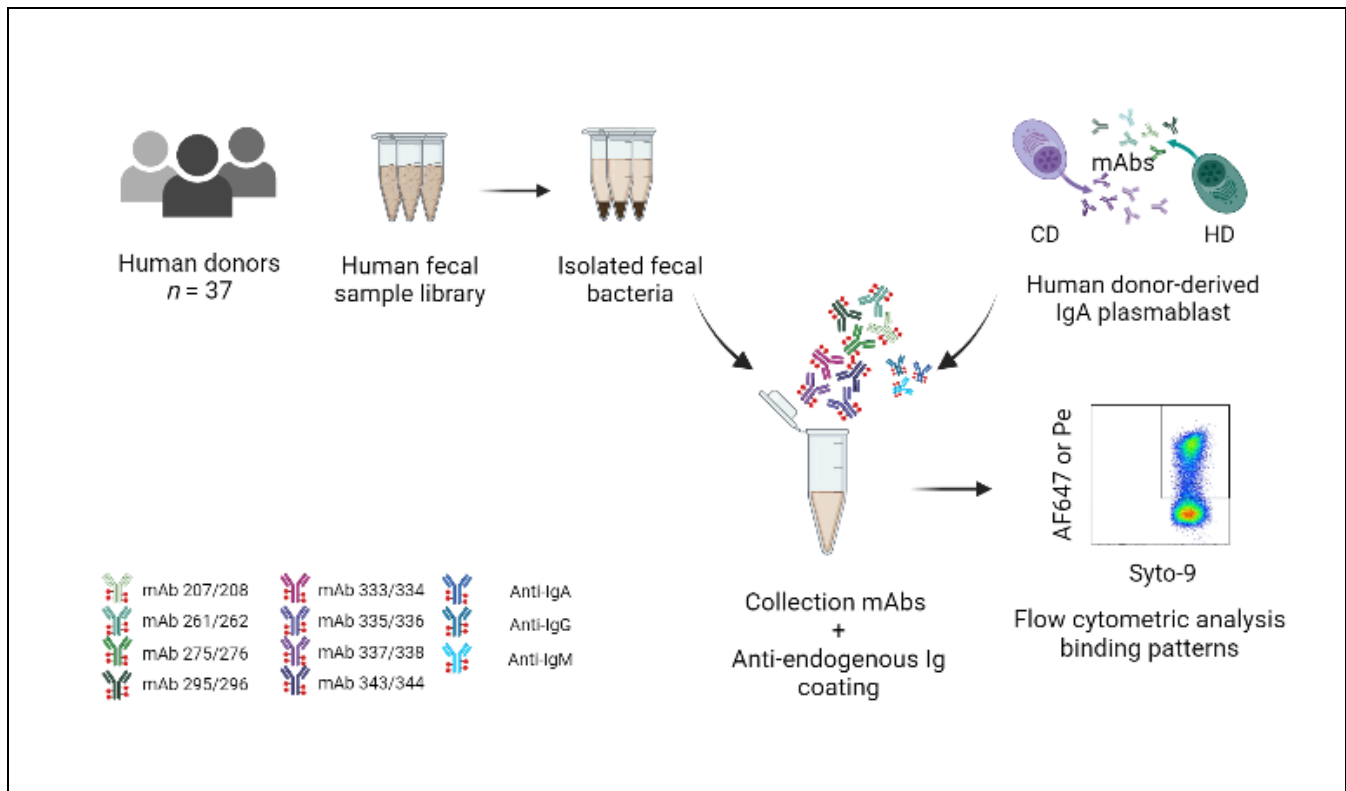 Human donors
n = 37
Human fecal
sample library
Isolated fecal
bacteria
mAbs
CD
HD
Human donor-derived
IgA plasmablast
AF647 or Pe
Syto-9
Flow cytometric analysis
binding patterns
Collection mAbs
+
Anti-endogenous Ig
coating
mAb 207/208
mAb 261/262
mAb 275/276
mAb 295/296
mAb 333/334
mAb 335/336
mAb 337/338
mAb 343/344
Anti-IgA
Anti-IgG
Anti-IgM